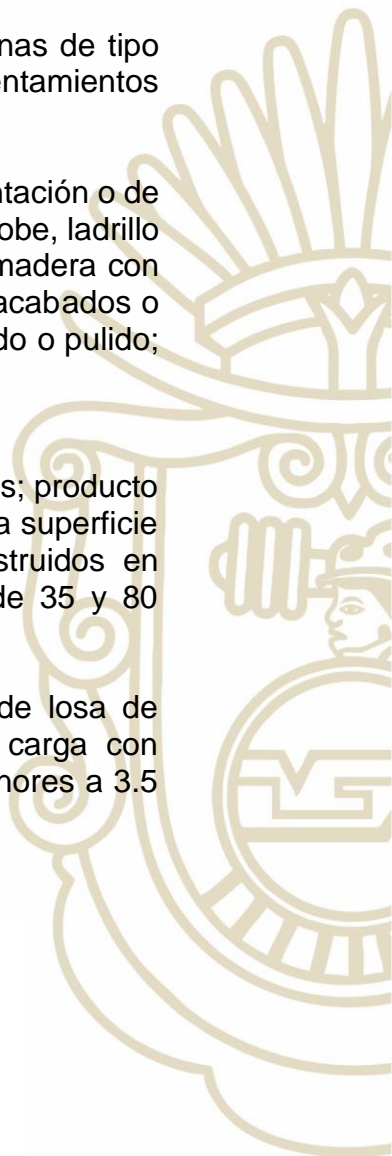 nas de tipo
entamientos
ntación o de
obe, ladrillo
madera con
acabados o
do o pulido;
s; producto
a superficie
struidos en
de 35 y 80
de losa de
carga con
nores a 3.5